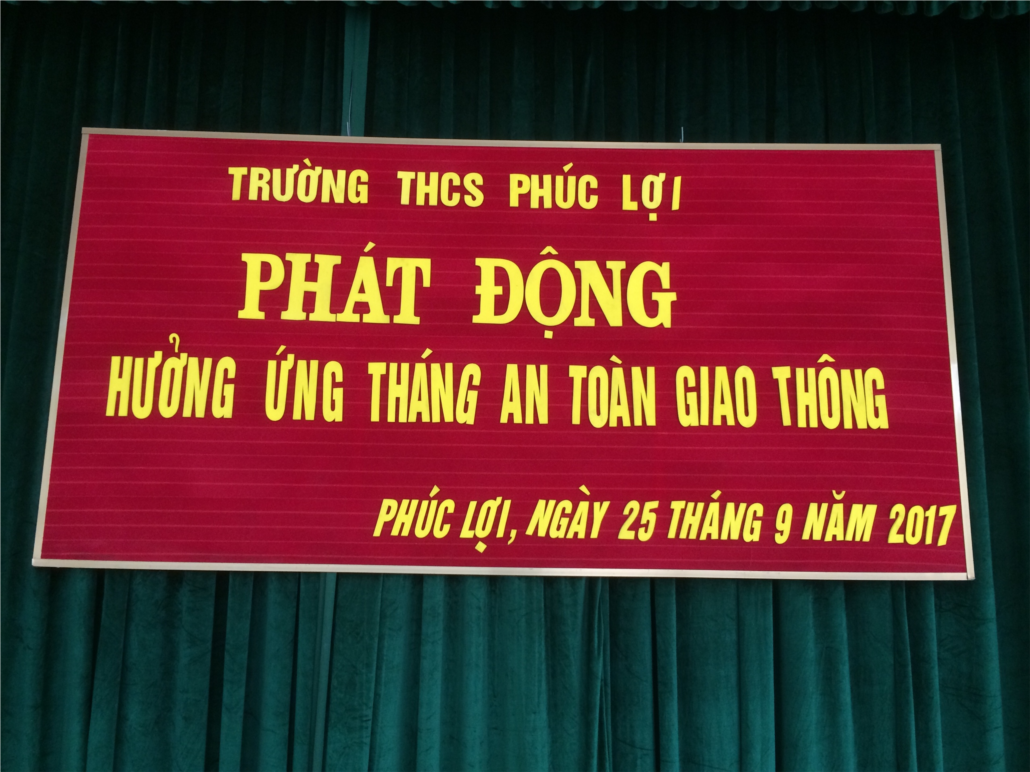 TRƯỜNG THCS PHÚC LỢI
PHÁT ĐỘNG
HƯỞNG ỨNG THÁNG AN TOÀN GIAO THÔNG
PHÚC LỢI, NGÀY 25 THÁNG 9 NĂM 2017